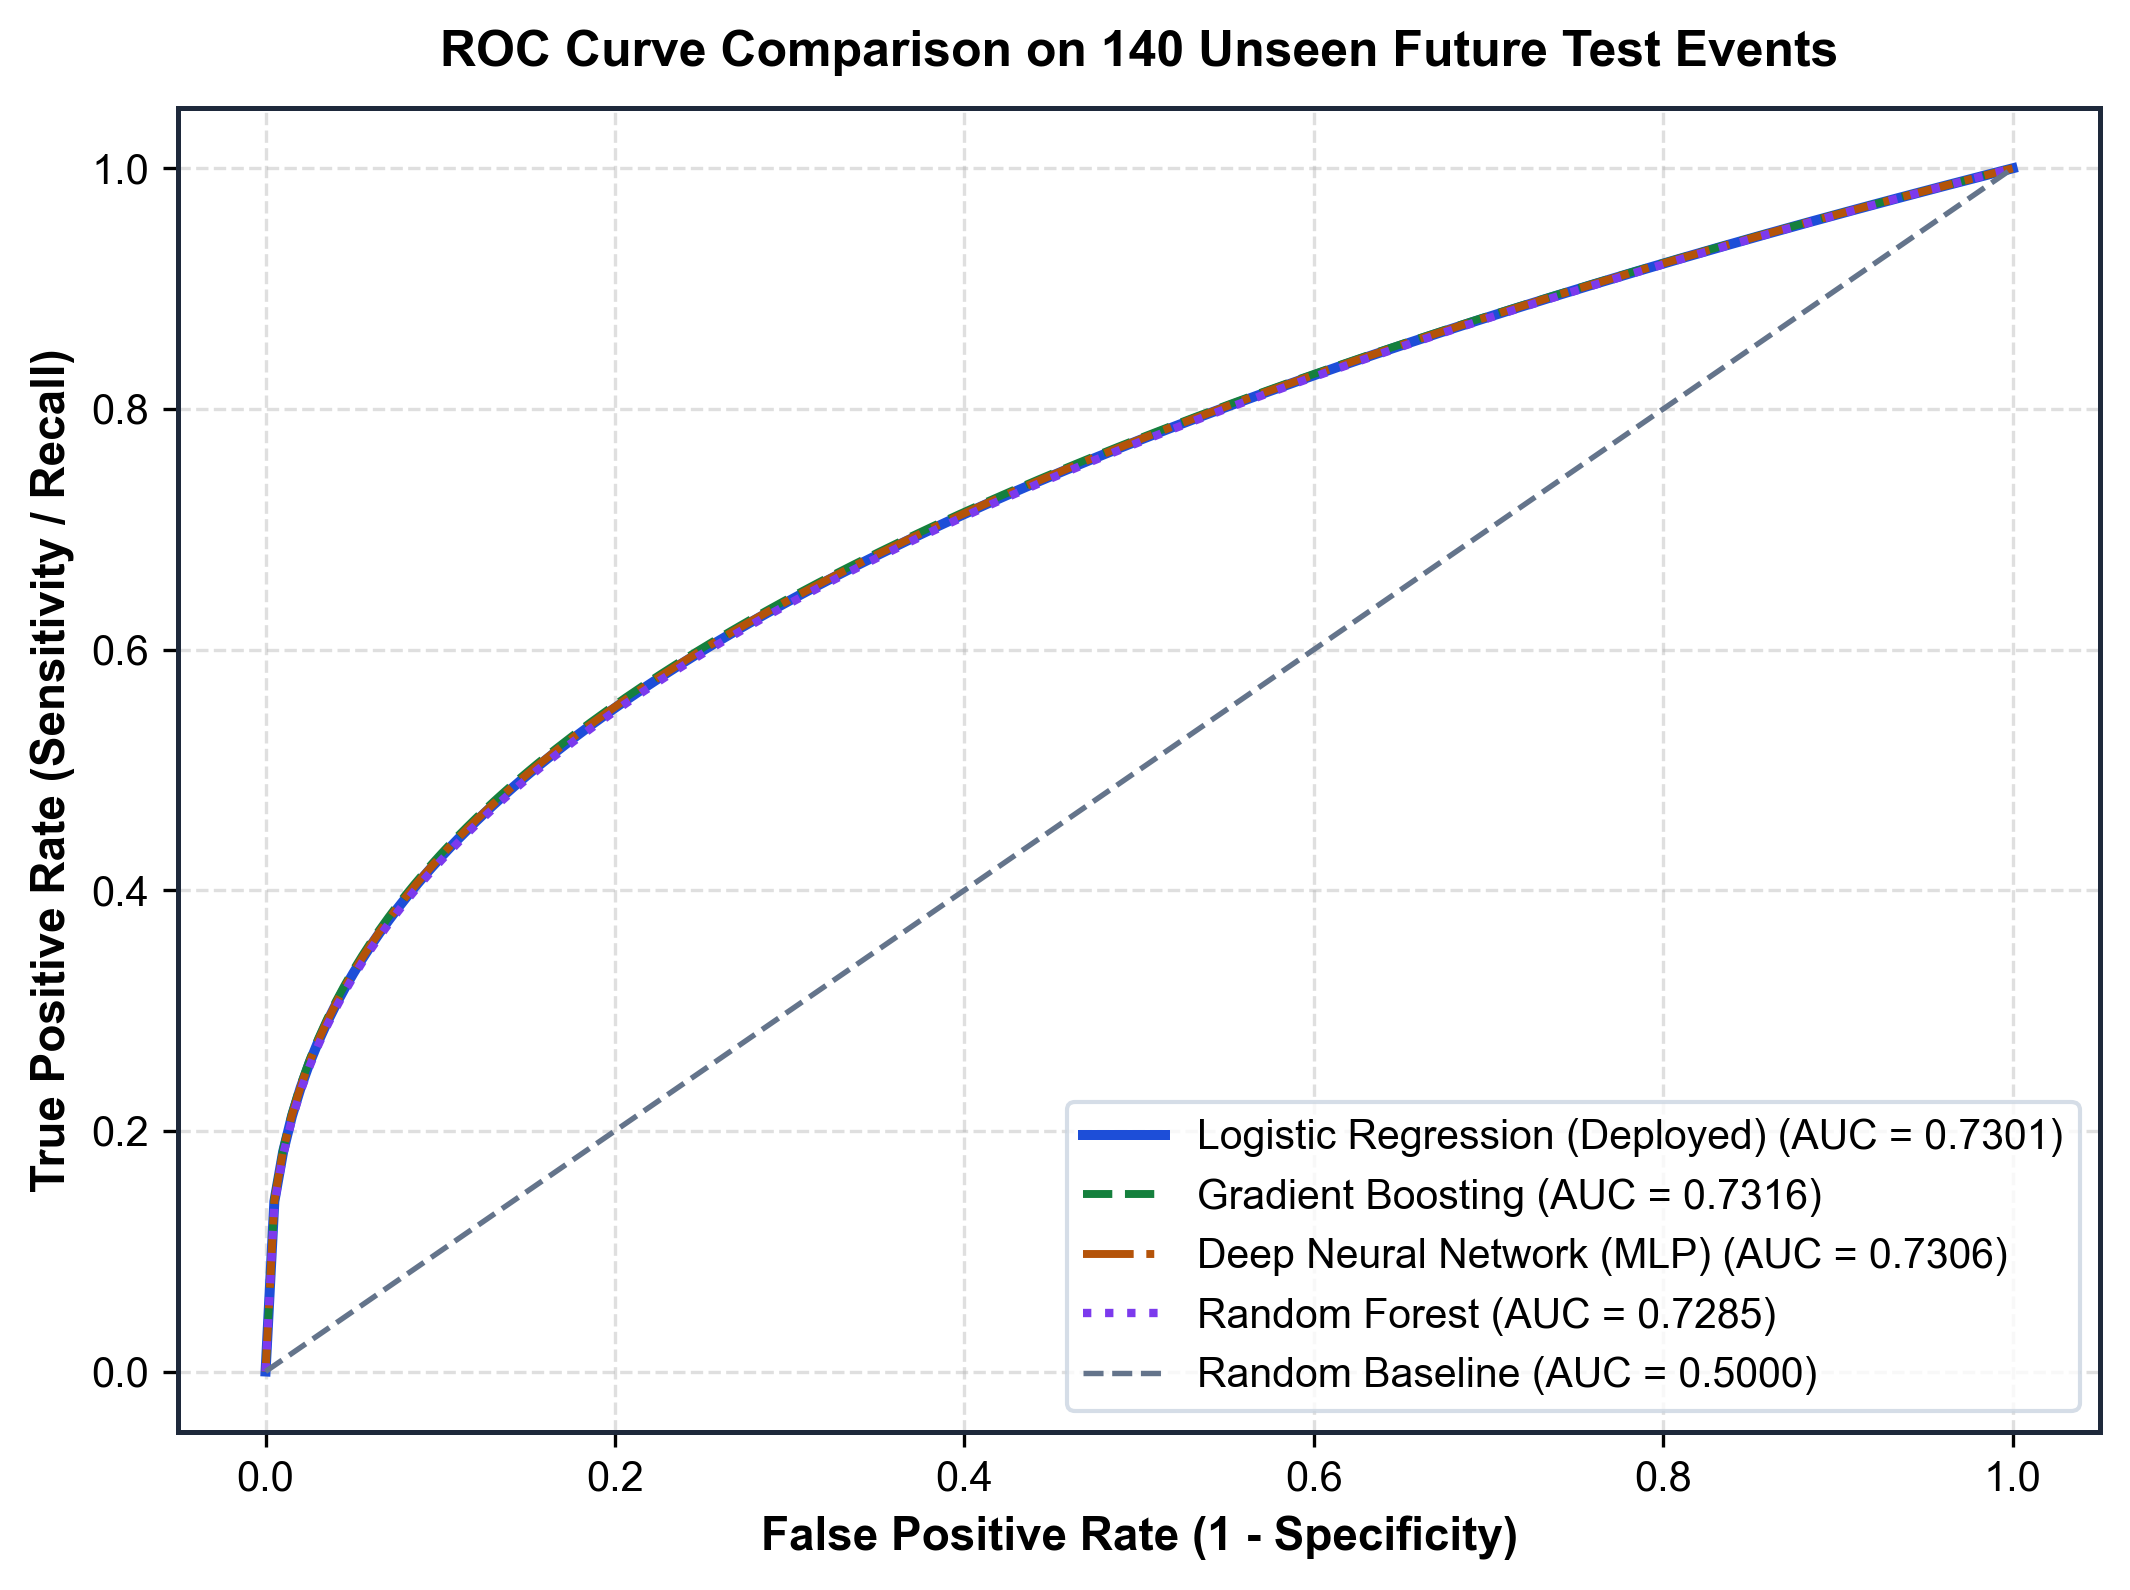 ROC Curve Comparison on 140 Unseen Future Test Events
True Positive Rate (Sensitivity / Recall)
1.0
0.8
0.6
0.4
0.2
0.0
Logistic Regression (Deployed) (AUC = 0.7301)
Gradient Boosting (AUC = 0.7316)
Deep Neural Network (MLP) (AUC = 0.7306)
Random Forest (AUC = 0.7285)
Random Baseline (AUC = 0.5000)
0.0 0.2 0.4 0.6 0.8 1.0
False Positive Rate (1 - Specificity)